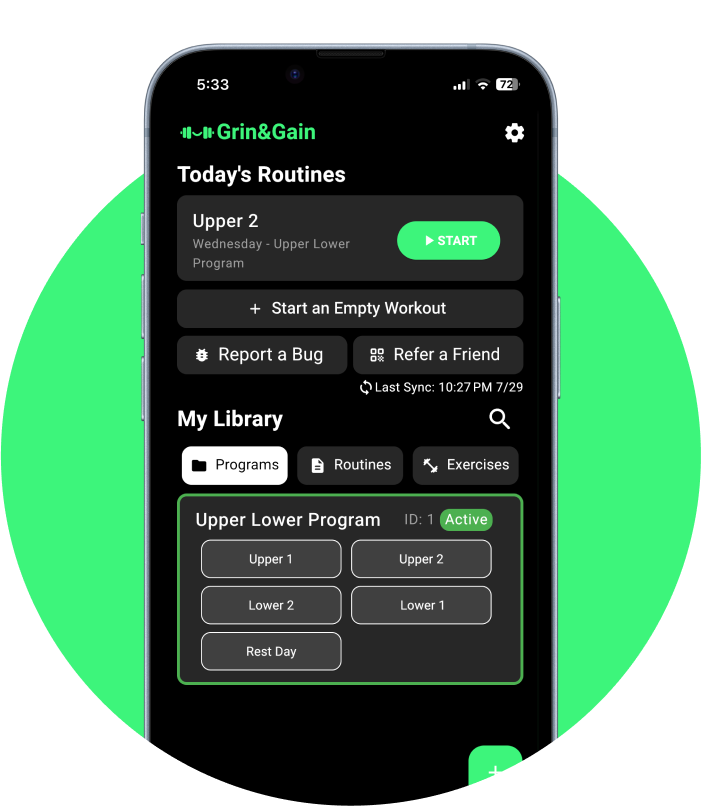 5:33
72
Grin&Gain
Today's Routines
Upper 2
Wednesday - Upper Lower
Program
START
+ Start an Empty Workout
Report a Bug
Refer a Friend
Last Sync: 10:27 PM 7/29
My Library
Programs
Routines
Exercises
Upper Lower Program
ID: 1
Active
Upper 1
Upper 2
Lower 2
Lower 1
Rest Day
+